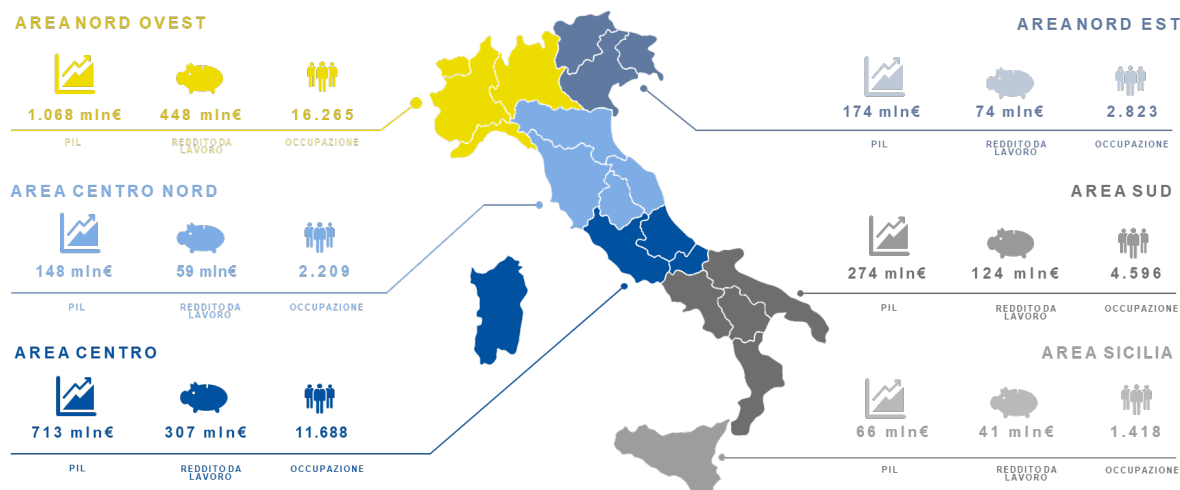 AREA NORD OVEST
1.068 mln€ 448 mln€ 16.265
PIL REDDITO DA LAVORO OCCUPAZIONE
AREA CENTRO NORD
148 mln€ 59 mln€ 2.209
PIL REDDITO DA LAVORO OCCUPAZIONE
AREA CENTRO
713 mln€ 307 mln€ 11.688
PIL REDDITO DA LAVORO OCCUPAZIONE
AREA NORD EST
174 mln€ 74 mln€ 2.823
PIL REDDITO DA LAVORO OCCUPAZIONE
AREA SUD
274 mln€ 124 mln€ 4.596
PIL REDDITO DA LAVORO OCCUPAZIONE
AREA SICILIA
66 mln€ 41 mln€ 1.418
PIL REDDITO DA LAVORO OCCUPAZIONE